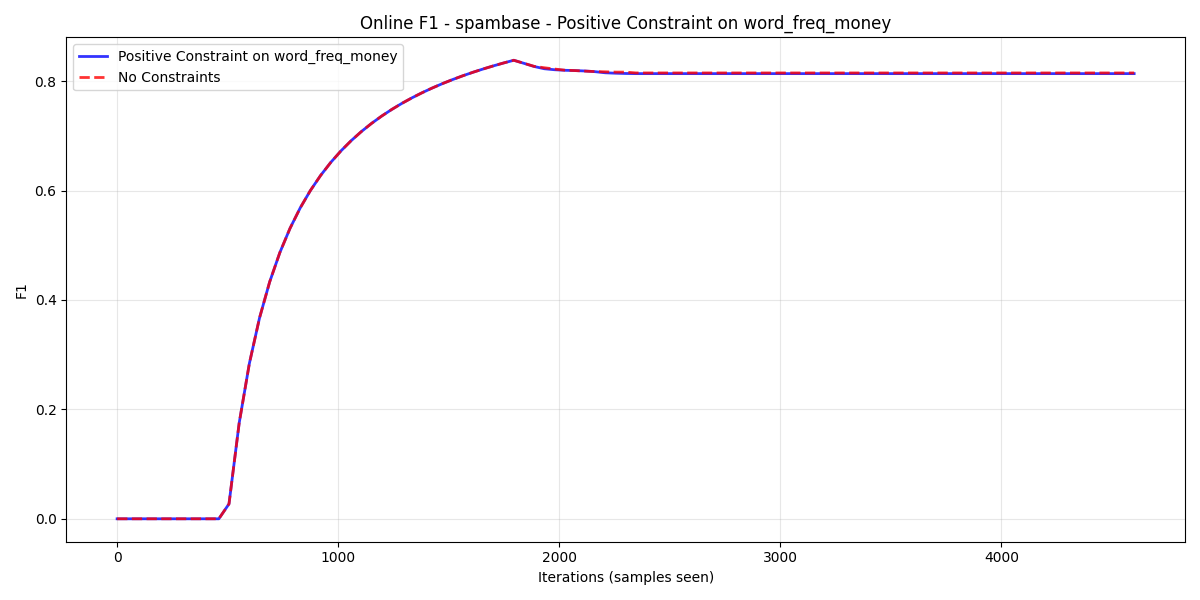 Online F1 - spambase - Positive Constraint on word_freq_money
Positive Constraint on word_freq_money
No Constraints
F1
0.8
0.6
0.4
0.2
0.0
0 1000 2000 3000 4000
Iterations (samples seen)